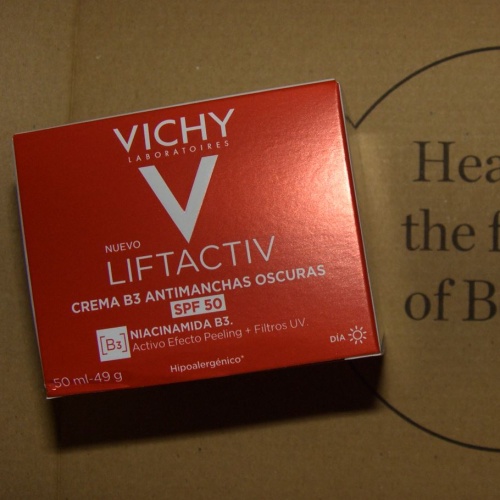 VICHY
LABORATOIRES
NUEVO
LIFTACTIV
CREMA B3 ANTIMANCHAS OSCURAS
SPF 50
[B3]
NIACINAMIDA B3.
Activo Efecto Peeling + Filtros UV
DÍA
Hipoalergénico*
50 ml-49 g
the
of